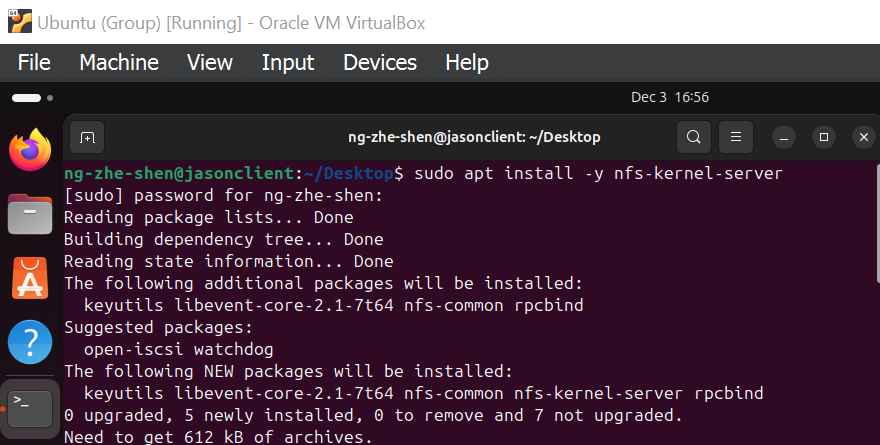 Ubuntu (Group) [Running] - Oracle VM VirtualBox
File Machine View Input Devices Help
Dec 3 16:56
ng-zhe-shen@jasonclient: ~/Desktop
ng-zhe-shen@jasonclient:~/Desktop$ sudo apt install -y nfs-kernel-server
[sudo] password for ng-zhe-shen:
Reading package lists... Done
Building dependency tree... Done
Reading state information... Done
The following additional packages will be installed:
  keyutils libevent-core-2.1-7t64 nfs-common rpcbind
Suggested packages:
  open-iscsi watchdog
The following NEW packages will be installed:
  keyutils libevent-core-2.1-7t64 nfs-common nfs-kernel-server rpcbind
0 upgraded, 5 newly installed, 0 to remove and 7 not upgraded.
Need to get 612 kB of archives.